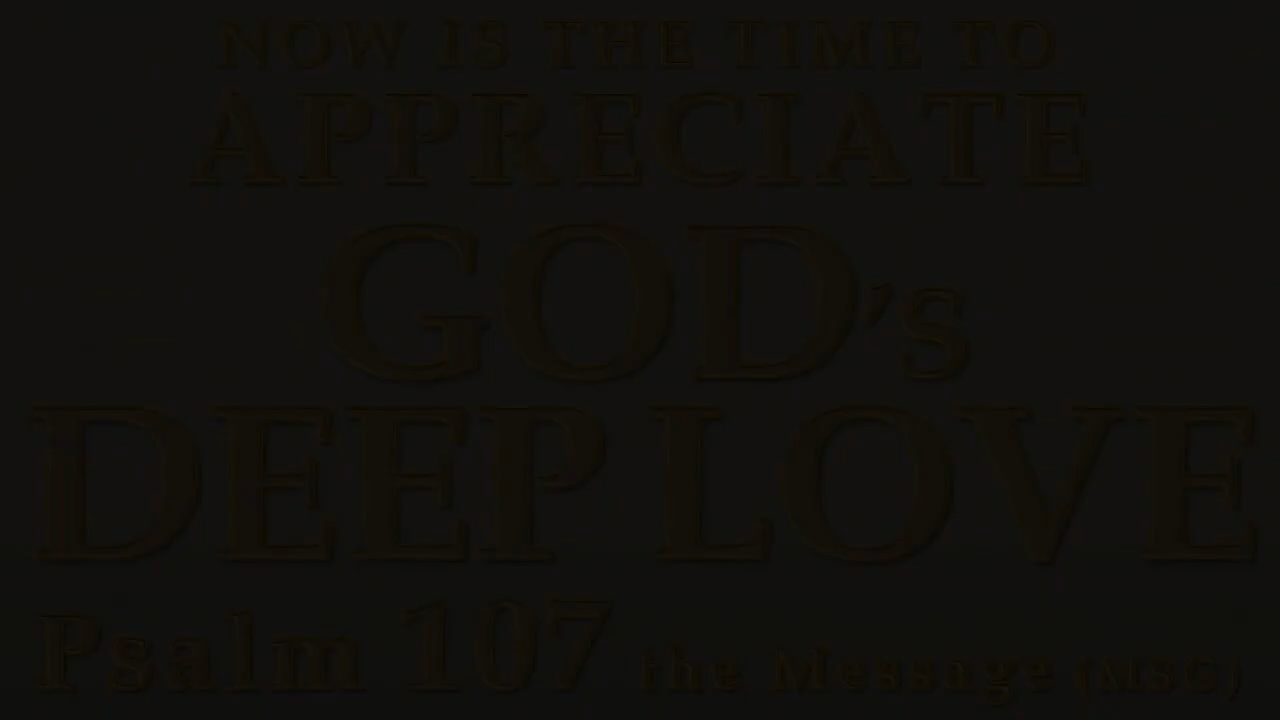 NOW IS THE TIME TO
APPRECIATE
GOD's
DEEP LOVE
Psalm 107 the Message (MSG)